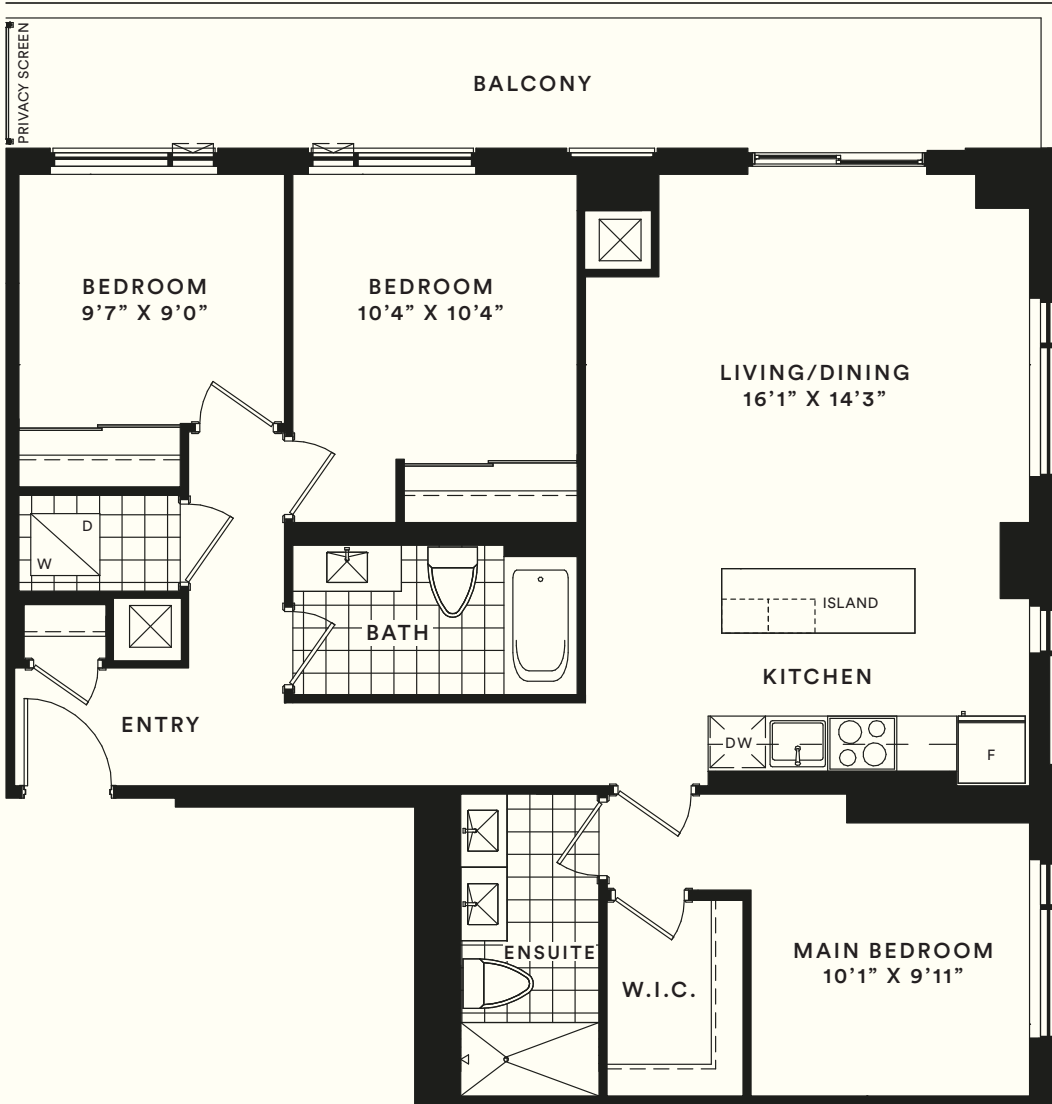 PRIVACY SCREEN
BALCONY
BEDROOM
9’7” X 9’0”
BEDROOM
10’4” X 10’4”
LIVING/DINING
16’1” X 14’3”
D
W
ISLAND
BATH
KITCHEN
ENTRY
DW
F
ENSUITE
MAIN BEDROOM
10’1” X 9’11”
W.I.C.